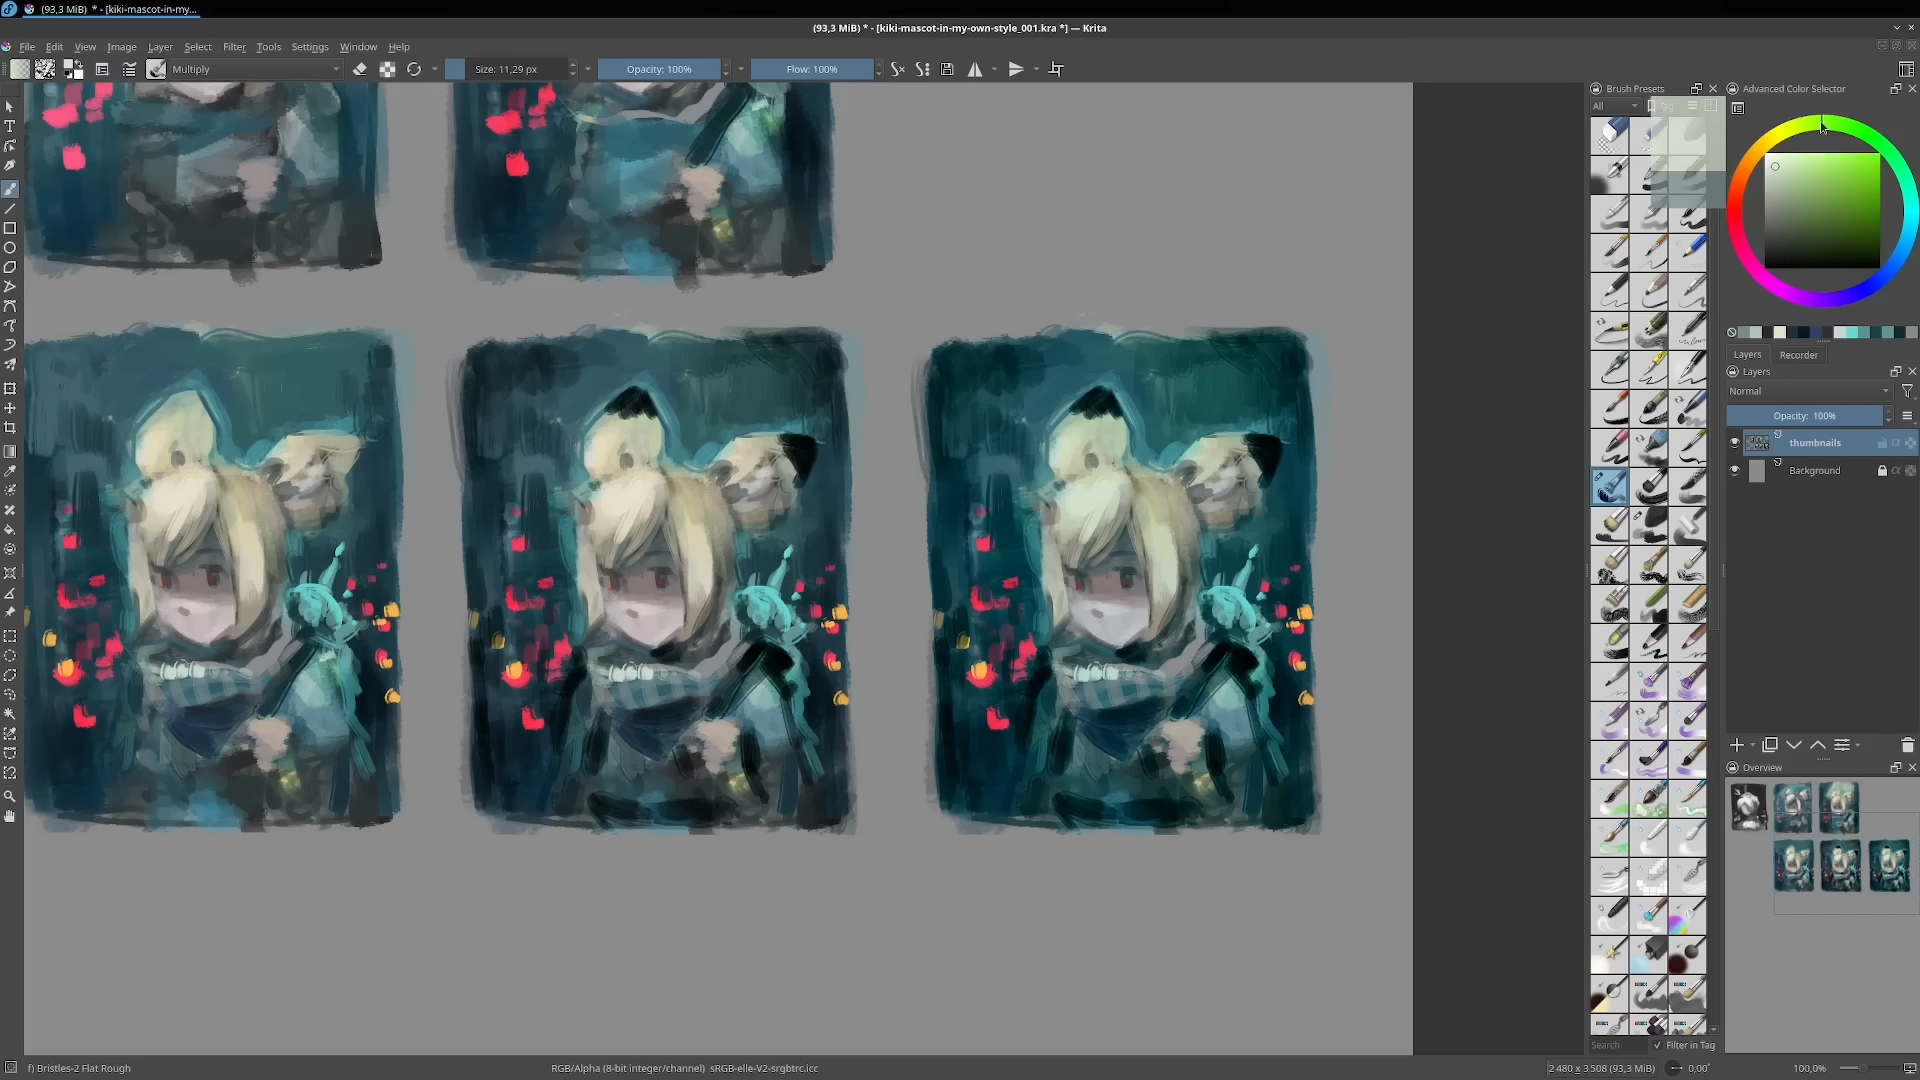 (93,3 MiB) * - [kiki-mascot-in-my...
(93,3 MiB) * - [kiki-mascot-in-my-own-style_001.kra *] — Krita
File Edit View Image Layer Select Filter Tools Settings Window Help
Multiply
Size: 11,29 px
Opacity: 100%
Flow: 100%
Brush Presets
All
Tag
Advanced Color Selector
Layers Recorder
Layers
Normal
Opacity: 100%
thumbnails
Background
Overview
Search
Filter in Tag
f) Bristles-2 Flat Rough
RGB/Alpha (8-bit integer/channel) sRGB-elle-V2-srgbtrc.icc
2 480 x 3 508 (93,3 MiB)
0,00°
100,0%